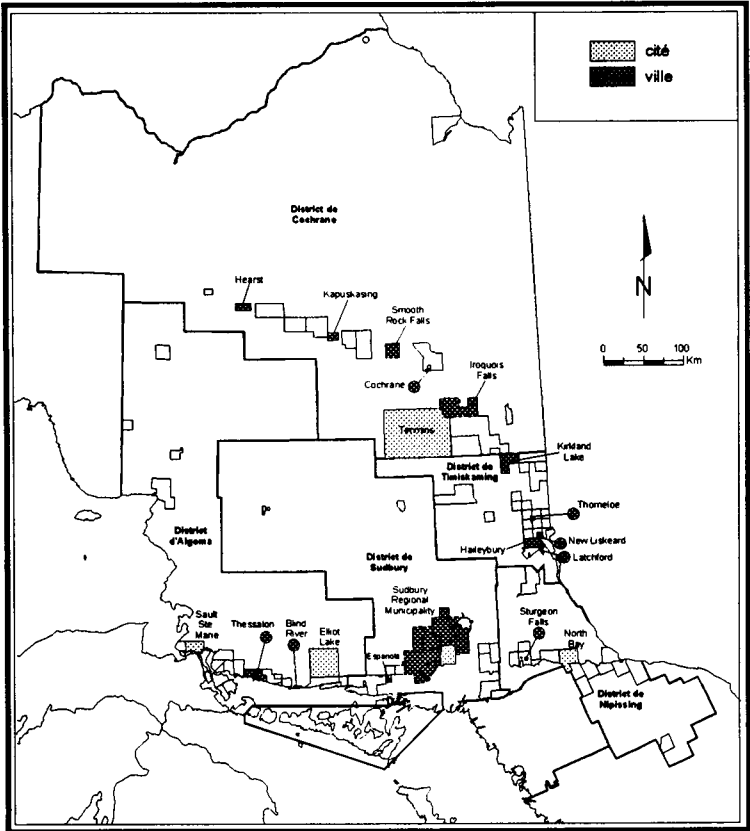 cité
ville
District de
Cochrane
Hearst
Kapuskasing
Smooth
Rock Falls
N
0 50 100
Km
Cochrane
Iroquois
Falls
Timmins
Kirkland
Lake
District de
Timiskaming
Thorneloe
Haileybury
New Liskeard
Latchford
District
d'Algoma
District de
Sudbury
Sudbury
Regional
Municipality
Sault
Ste
Marie
Thessalon
Blind
River
Elliot
Lake
Espanola
Sturgeon
Falls
North
Bay
District de
Nipissing